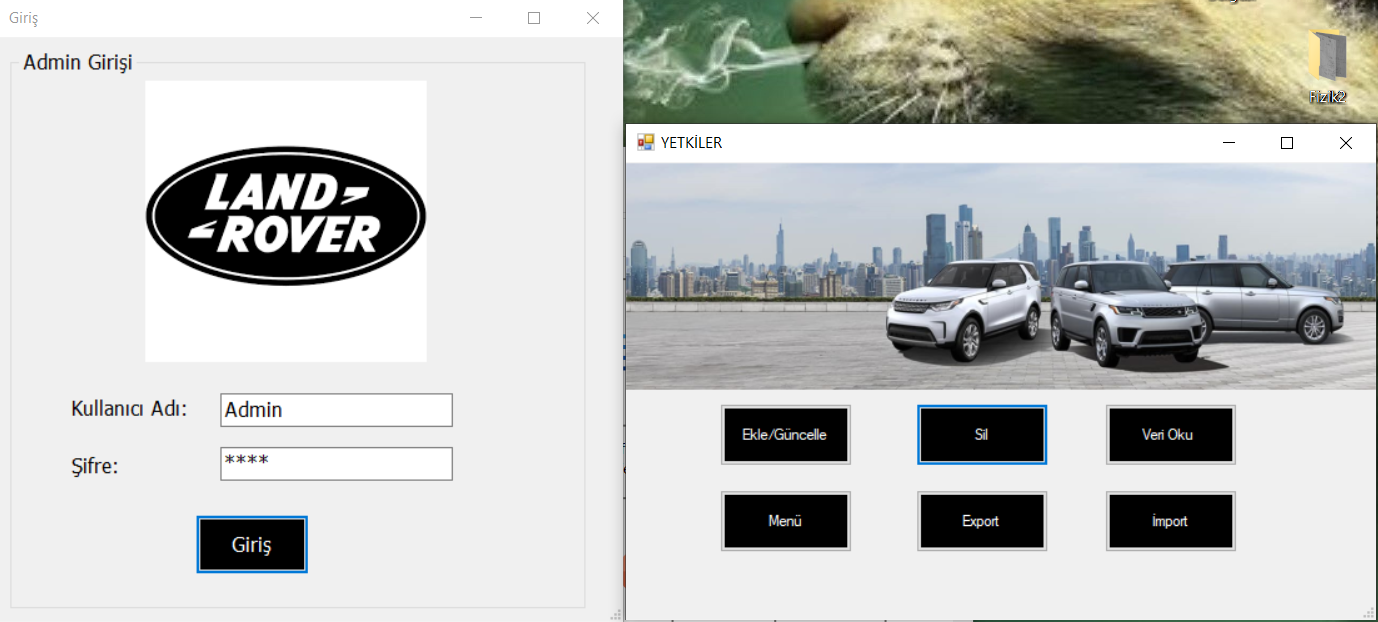 Giriş
Admin Girişi
LAND
ROVER
Kullanıcı Adı:
Admin
Şifre:
****
Giriş
Fizik2
YETKİLER
Ekle/Güncelle
Sil
Veri Oku
Menü
Export
İmport